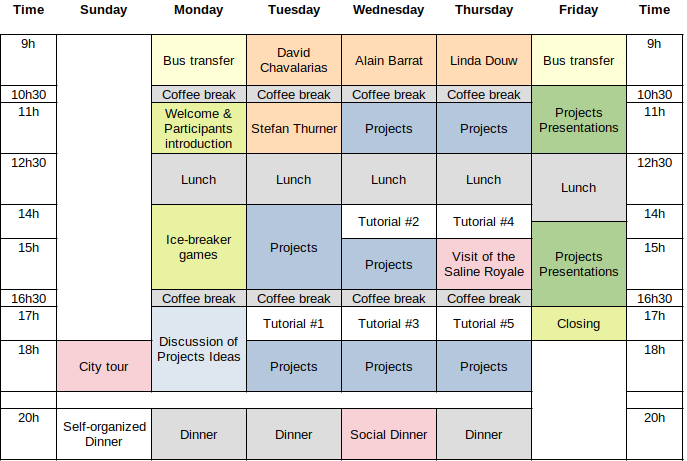 Time Sunday Monday Tuesday Wednesday Thursday Friday Time
9h Bus transfer David Chavalarias Alain Barrat Linda Douw Bus transfer 9h
10h30 Coffee break Coffee break Coffee break Coffee break 10h30
11h Welcome & Participants introduction Stefan Thurner Projects Projects Projects Presentations 11h
12h30 Lunch Lunch Lunch Lunch Lunch 12h30
14h Tutorial #2 Tutorial #4 14h
15h Ice-breaker games Projects Projects Visit of the Saline Royale Projects Presentations 15h
16h30 Coffee break Coffee break Coffee break Coffee break 16h30
17h Discussion of Projects Ideas Tutorial #1 Tutorial #3 Tutorial #5 Closing 17h
18h City tour Projects Projects Projects 18h
20h Self-organized Dinner Dinner Dinner Social Dinner Dinner 20h